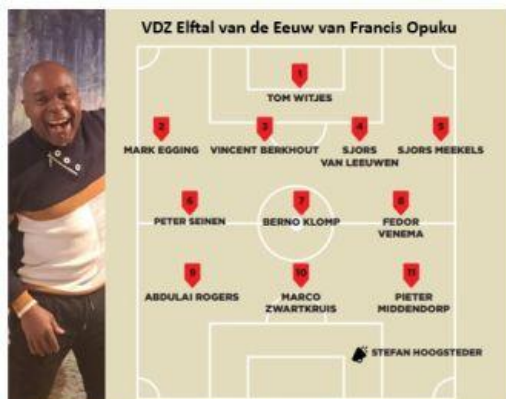 VDZ Elftal van de Eeuw van Francis Opuku
1
TOM WITJES
2 3 4 5
MARK EGGING VINCENT BERKHOUT SJORS VAN LEEUWEN SJORS MEEKELS
6 7 8
PETER SEINEN BERNO KLOMP FEDOR VENEMA
9 10 11
ABDULAI ROGERS MARCO ZWARTKRUIS PIETER MIDDENDORP
STEFAN HOOGSTEDER